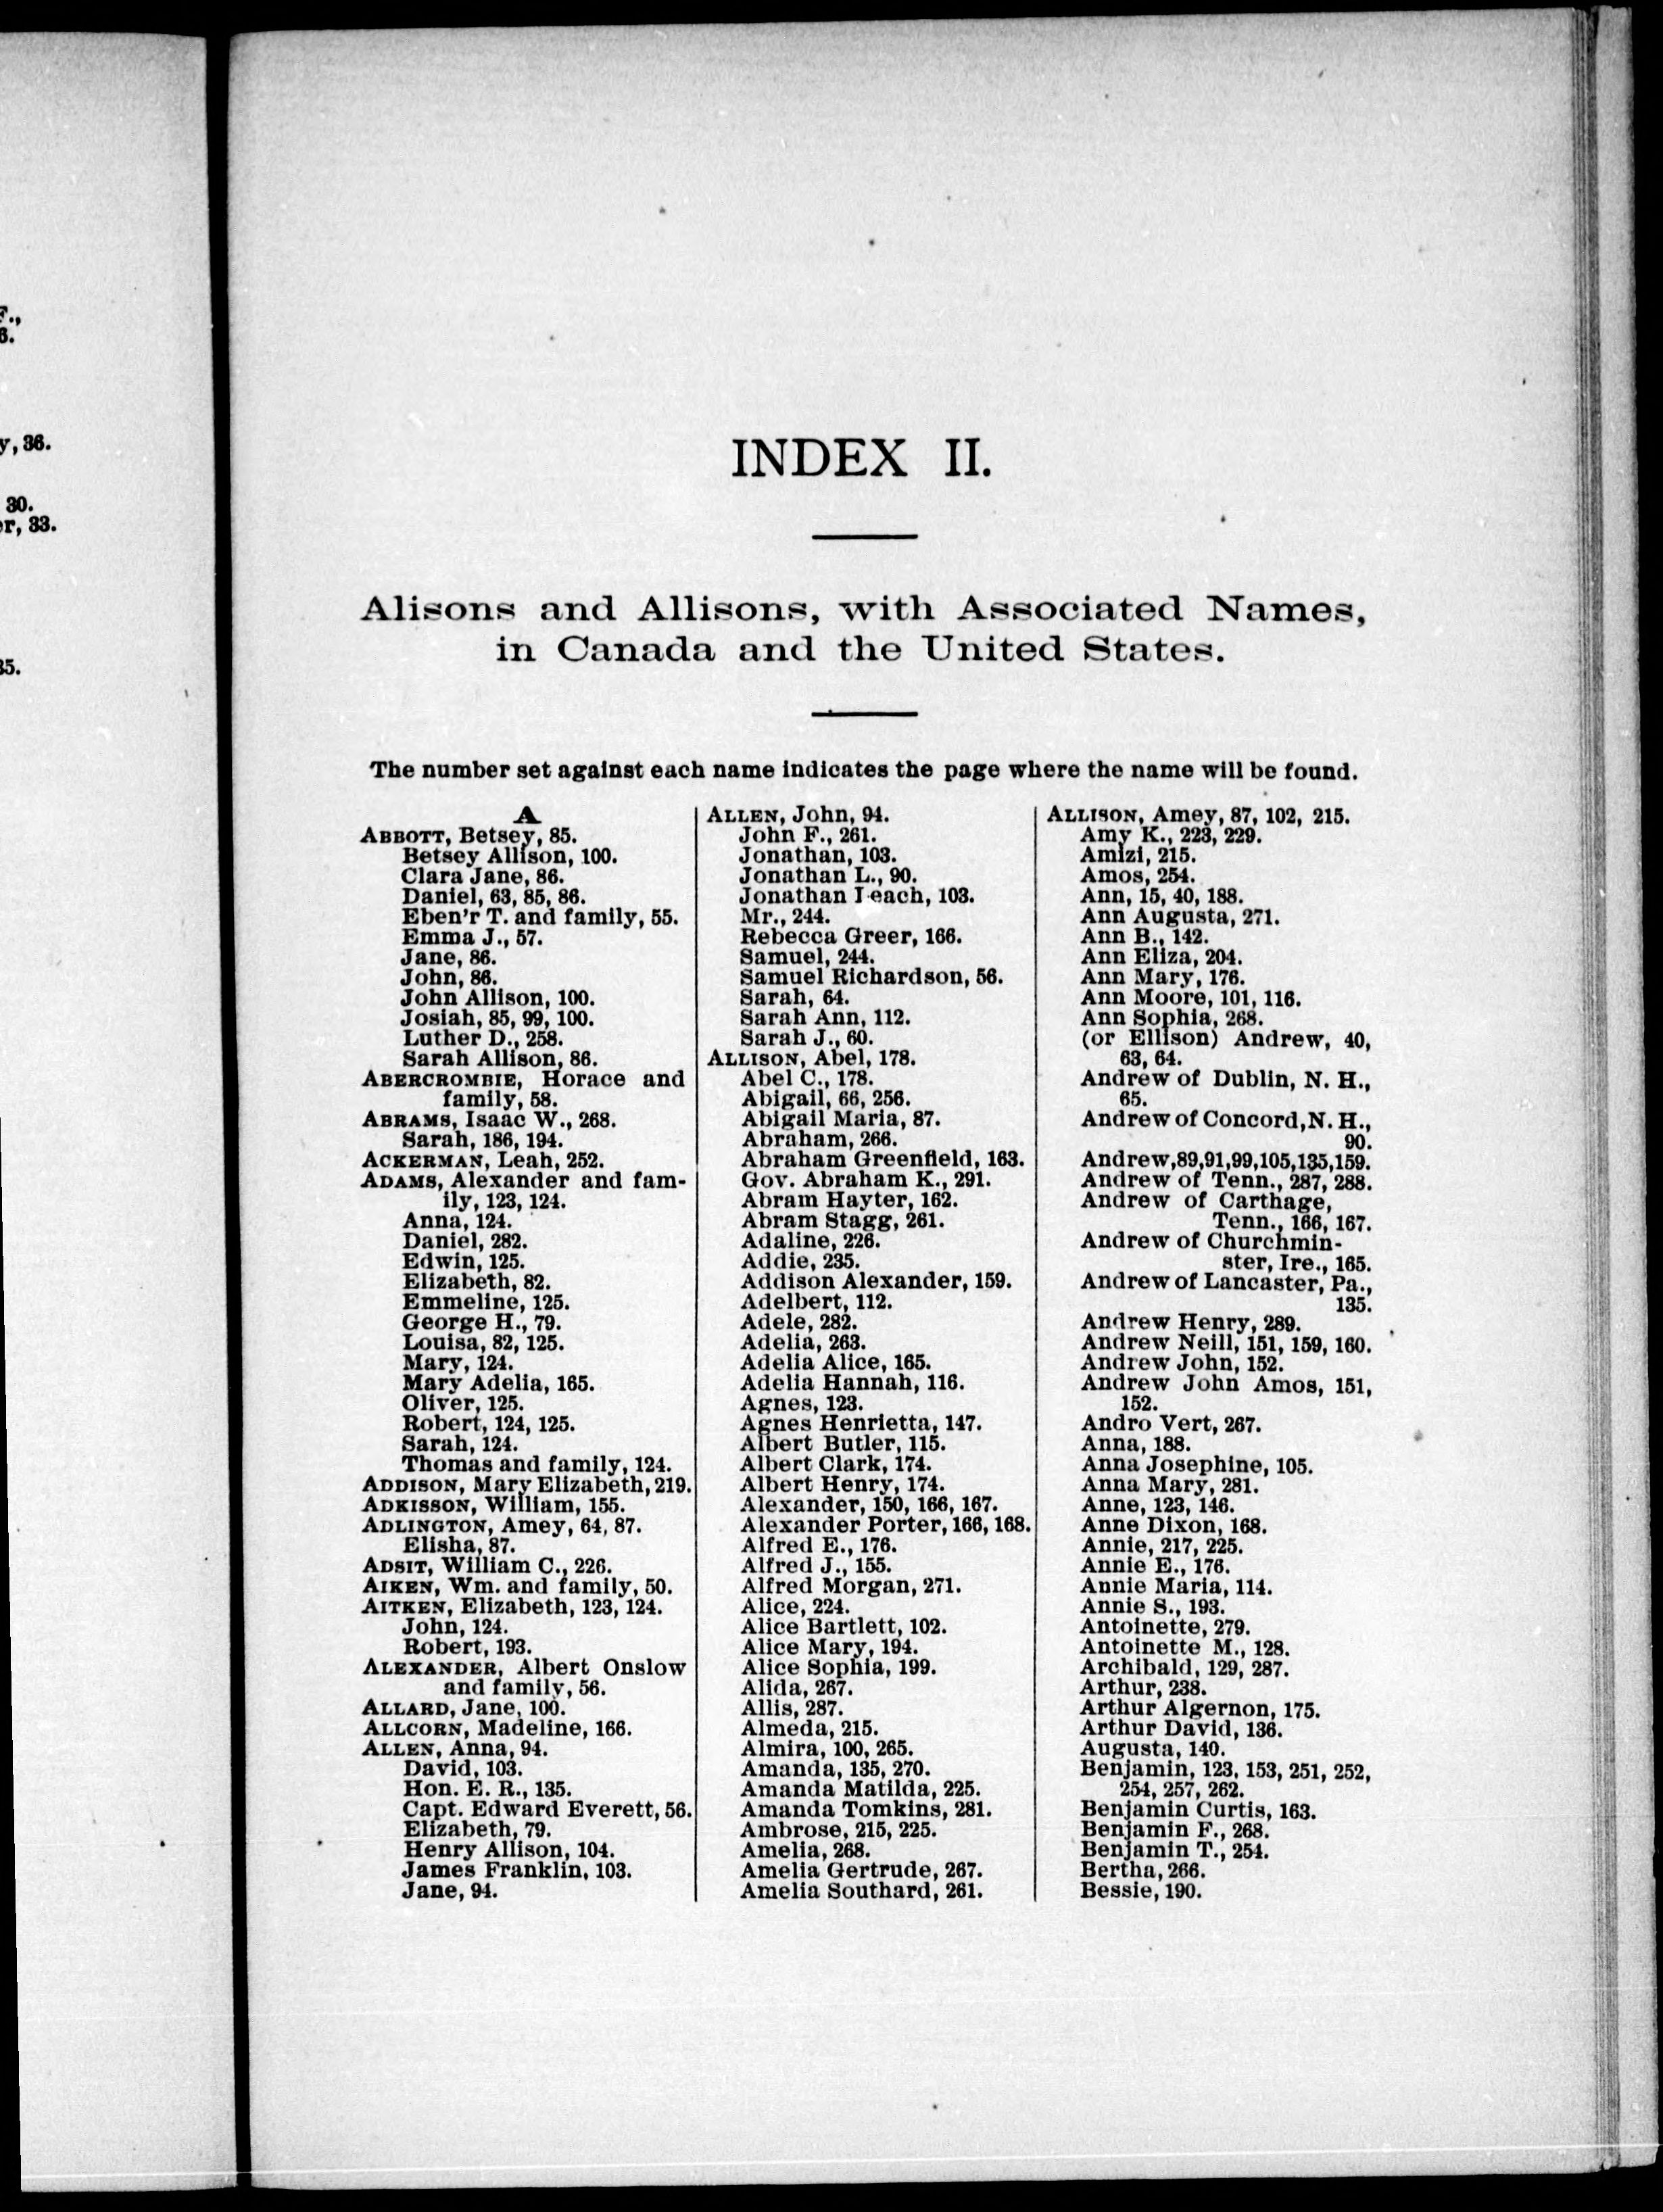 F.,
6.
y, 36.
30.
er, 33.
35.
INDEX II.
Alisons and Allisons, with Associated Names,
in Canada and the United States.
The number set against each name indicates the page where the name will be found.
A
ABBOTT, Betsey, 85.
Betsey Allison, 100.
Clara Jane, 86.
Daniel, 63, 85, 86.
Eben'r T. and family, 55.
Emma J., 57.
Jane, 86.
John, 86.
John Allison, 100.
Josiah, 85, 99, 100.
Luther D., 258.
Sarah Allison, 86.
ABERCROMBIE, Horace and
family, 58.
ABRAMS, Isaac W., 268.
Sarah, 186, 194.
ACKERMAN, Leah, 252.
ADAMS, Alexander and fam-
ily, 123, 124.
Anna, 124.
Daniel, 282.
Edwin, 125.
Elizabeth, 82.
Emmeline, 125.
George H., 79.
Louisa, 82, 125.
Mary, 124.
Mary Adelia, 165.
Oliver, 125.
Robert, 124, 125.
Sarah, 124.
Thomas and family, 124.
ADDISON, Mary Elizabeth, 219.
ADKISSON, William, 155.
ADLINGTON, Amey, 64, 87.
Elisha, 87.
ADSIT, William C., 226.
AIKEN, Wm. and family, 50.
AITKEN, Elizabeth, 123, 124.
John, 124.
Robert, 193.
ALEXANDER, Albert Onslow
and family, 56.
ALLARD, Jane, 100.
ALLCORN, Madeline, 166.
ALLEN, Anna, 94.
David, 103.
Hon. E. R., 135.
Capt. Edward Everett, 56.
Elizabeth, 79.
Henry Allison, 104.
James Franklin, 103.
Jane, 94.
ALLEN, John, 94.
John F., 261.
Jonathan, 103.
Jonathan L., 90.
Jonathan Leach, 103.
Mr., 244.
Rebecca Greer, 166.
Samuel, 244.
Samuel Richardson, 56.
Sarah, 64.
Sarah Ann, 112.
Sarah J., 60.
ALLISON, Abel, 178.
Abel C., 178.
Abigail, 66, 256.
Abigail Maria, 87.
Abraham, 266.
Abraham Greenfield, 163.
Gov. Abraham K., 291.
Abram Hayter, 162.
Abram Stagg, 261.
Adaline, 226.
Addie, 235.
Addison Alexander, 159.
Adelbert, 112.
Adele, 282.
Adelia, 263.
Adelia Alice, 165.
Adelia Hannah, 116.
Agnes, 123.
Agnes Henrietta, 147.
Albert Butler, 115.
Albert Clark, 174.
Albert Henry, 174.
Alexander, 150, 166, 167.
Alexander Porter, 166, 168.
Alfred E., 176.
Alfred J., 155.
Alfred Morgan, 271.
Alice, 224.
Alice Bartlett, 102.
Alice Mary, 194.
Alice Sophia, 199.
Alida, 267.
Allis, 287.
Almeda, 215.
Almira, 100, 265.
Amanda, 135, 270.
Amanda Matilda, 225.
Amanda Tomkins, 281.
Ambrose, 215, 225.
Amelia, 268.
Amelia Gertrude, 267.
Amelia Southard, 261.
ALLISON, Amey, 87, 102, 215.
Amy K., 223, 229.
Amizi, 215.
Amos, 254.
Ann, 15, 40, 188.
Ann Augusta, 271.
Ann B., 142.
Ann Eliza, 204.
Ann Mary, 176.
Ann Moore, 101, 116.
Ann Sophia, 268.
(or Ellison) Andrew, 40,
63, 64.
Andrew of Dublin, N. H.,
65.
Andrew of Concord, N. H.,
90.
Andrew, 89, 91, 99, 105, 135, 159.
Andrew of Tenn., 287, 288.
Andrew of Carthage,
Tenn., 166, 167.
Andrew of Churchmin-
ster, Ire., 165.
Andrew of Lancaster, Pa.,
135.
Andrew Henry, 289.
Andrew Neill, 151, 159, 160.
Andrew John, 152.
Andrew John Amos, 151,
152.
Andro Vert, 267.
Anna, 188.
Anna Josephine, 105.
Anna Mary, 281.
Anne, 123, 146.
Anne Dixon, 168.
Annie, 217, 225.
Annie E., 176.
Annie Maria, 114.
Annie S., 193.
Antoinette, 279.
Antoinette M., 128.
Archibald, 129, 287.
Arthur, 238.
Arthur Algernon, 175.
Arthur David, 136.
Augusta, 140.
Benjamin, 123, 153, 251, 252,
254, 257, 262.
Benjamin Curtis, 163.
Benjamin F., 268.
Benjamin T., 254.
Bertha, 266.
Bessie, 190.